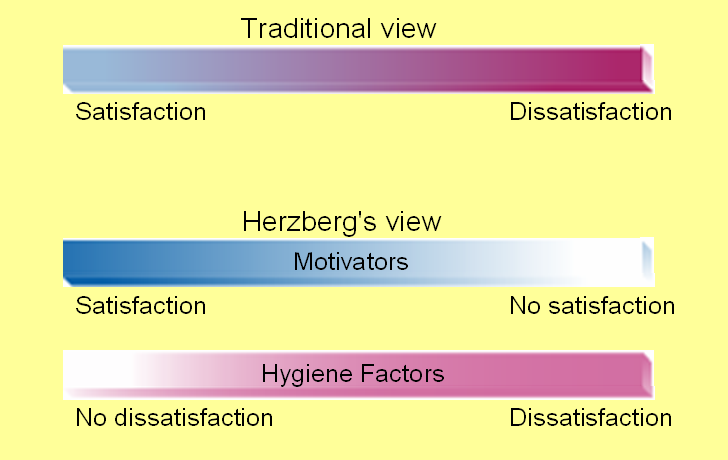 Traditional view
Satisfaction Dissatisfaction
Herzberg's view
Motivators
Satisfaction No satisfaction
Hygiene Factors
No dissatisfaction Dissatisfaction